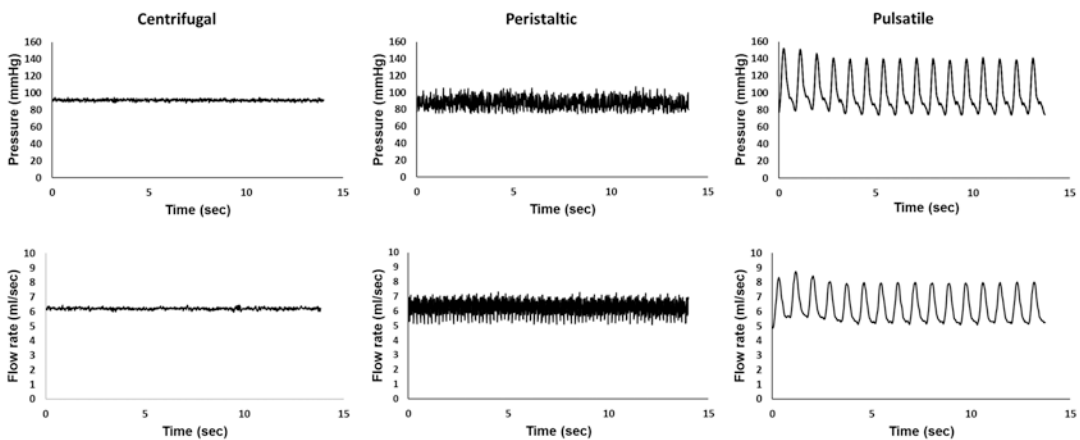 Centrifugal
Peristaltic
Pulsatile
Pressure (mmHg)
160
140
120
100
80
60
40
20
0
0 5 10 15
Time (sec)
Pressure (mmHg)
160
140
120
100
80
60
40
20
0
0 5 10 15
Time (sec)
Pressure (mmHg)
160
140
120
100
80
60
40
20
0
0 5 10 15
Time (sec)
Flow rate (ml/sec)
10
9
8
7
6
5
4
3
2
1
0
0 5 10 15
Time (sec)
Flow rate (ml/sec)
10
9
8
7
6
5
4
3
2
1
0
0 5 10 15
Time (sec)
Flow rate (ml/sec)
10
9
8
7
6
5
4
3
2
1
0
0 5 10 15
Time (sec)